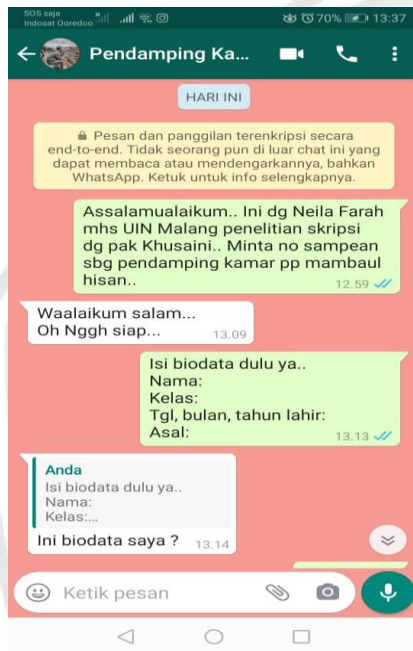 SOS saja
Indosat Ooredoo
70% 13:37
Pendamping Ka...
HARI INI
Pesan dan panggilan terenkripsi secara
end-to-end. Tidak seorang pun di luar chat ini yang
dapat membaca atau mendengarkannya, bahkan
WhatsApp. Ketuk untuk info selengkapnya.
Assalamualaikum.. Ini dg Neila Farah
mhs UIN Malang penelitian skripsi
dg pak Khusaini.. Minta no sampean
sbg pendamping kamar pp mambaul
hisan..
12.59
Waalaikum salam...
Oh Nggh siap...
13.09
Isi biodata dulu ya..
Nama:
Kelas:
Tgl, bulan, tahun lahir:
Asal:
13.13
Anda
Isi biodata dulu ya..
Nama:
Kelas:...
Ini biodata saya ?
13.14
Ketik pesan